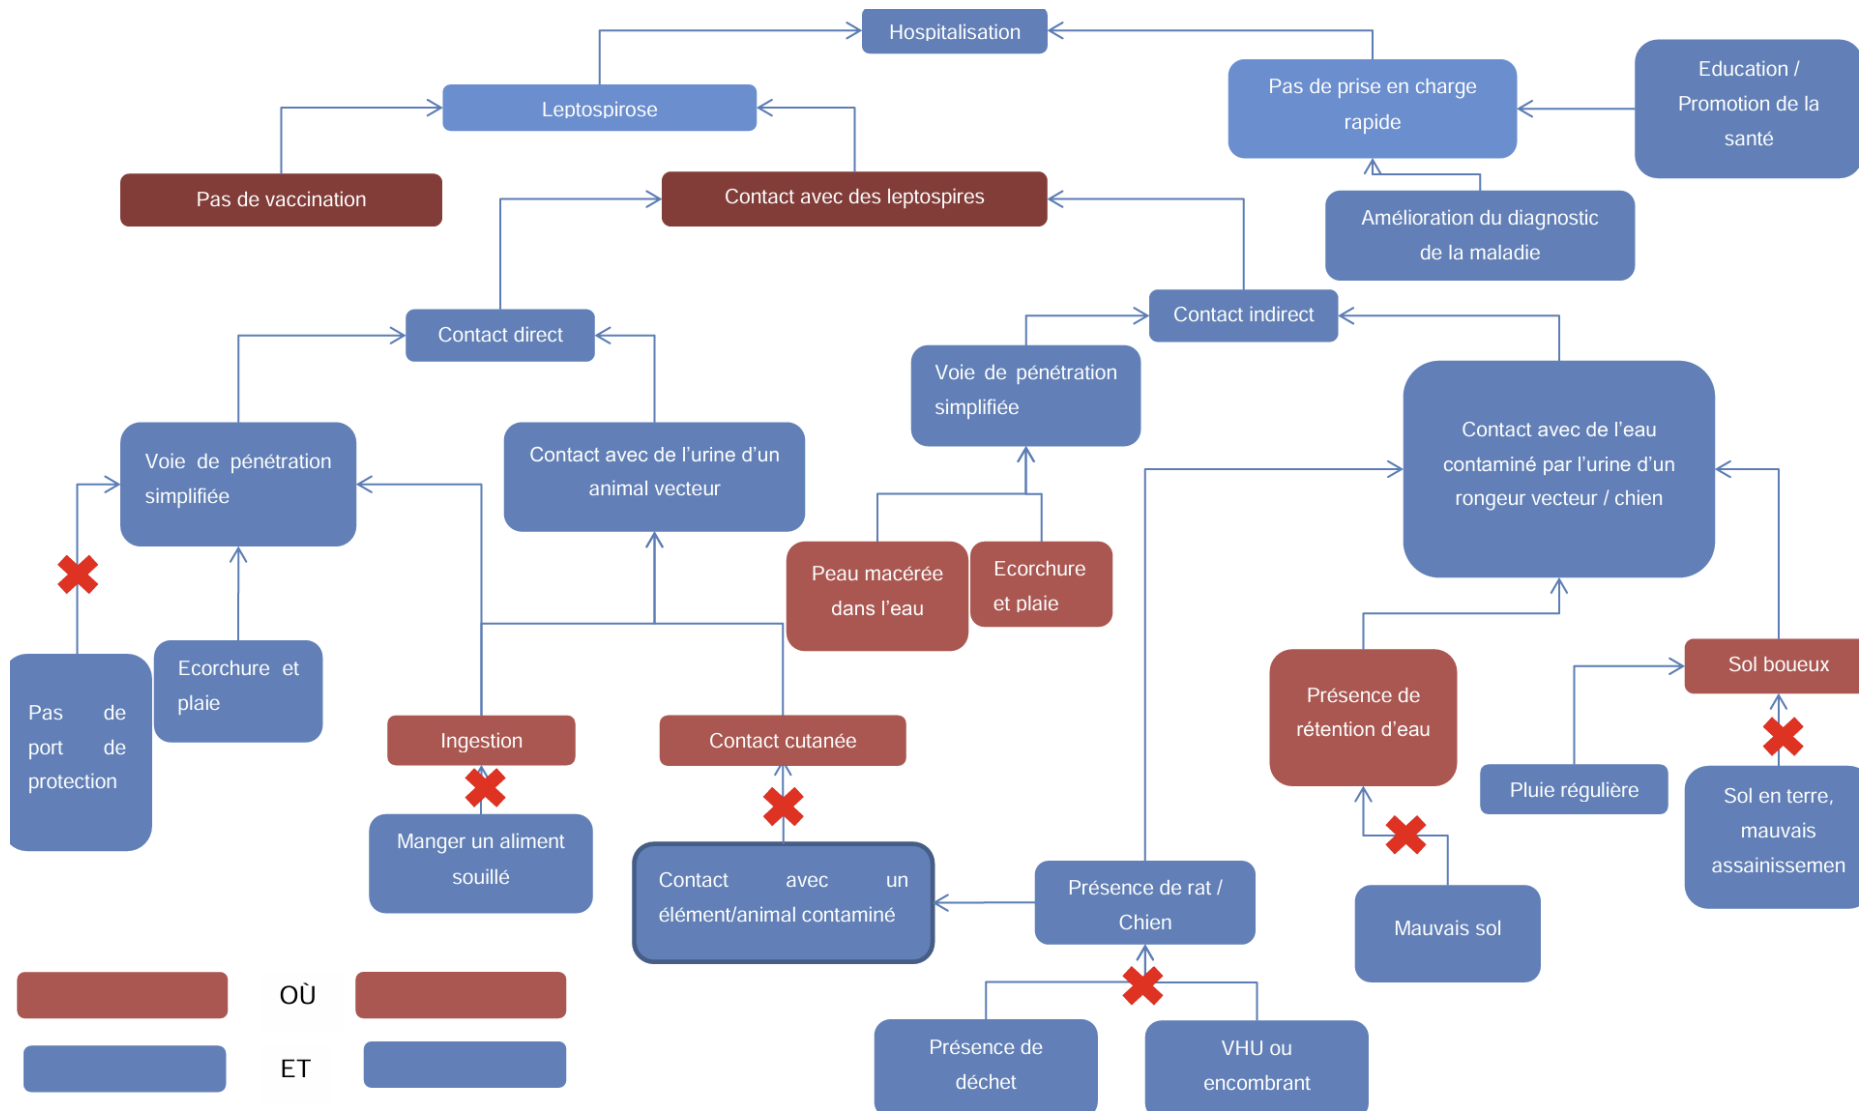 Hospitalisation
Leptospirose
Pas de prise en charge
rapide
Education /
Promotion de la
santé
Pas de vaccination
Contact avec des leptospires
Amélioration du diagnostic
de la maladie
Contact direct
Contact indirect
Voie de pénétration
simplifiée
Contact avec de l’urine d’un
animal vecteur
Voie de pénétration
simplifiée
Contact avec de l’eau
contaminé par l’urine d’un
rongeur vecteur / chien
Peau macérée
dans l’eau
Ecorchure
et plaie
Pas de
port de
protection
Ecorchure et
plaie
Ingestion
Contact cutanée
Présence de
rétention d’eau
Sol boueux
Manger un aliment
souillé
Contact avec un
élément/animal contaminé
Présence de rat /
Chien
Mauvais sol
Pluie régulière
Sol en terre,
mauvais
assainissemen
Présence de
déchet
VHU ou
encombrant
OÙ
ET